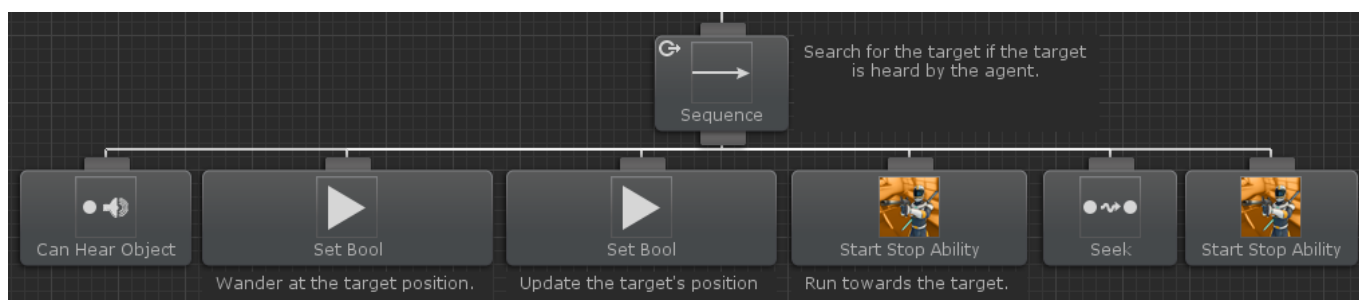 Search for the target if the target
is heard by the agent.
Sequence
Can Hear Object
Set Bool
Set Bool
Start Stop Ability
Seek
Start Stop Ability
Wander at the target position.
Update the target's position
Run towards the target.